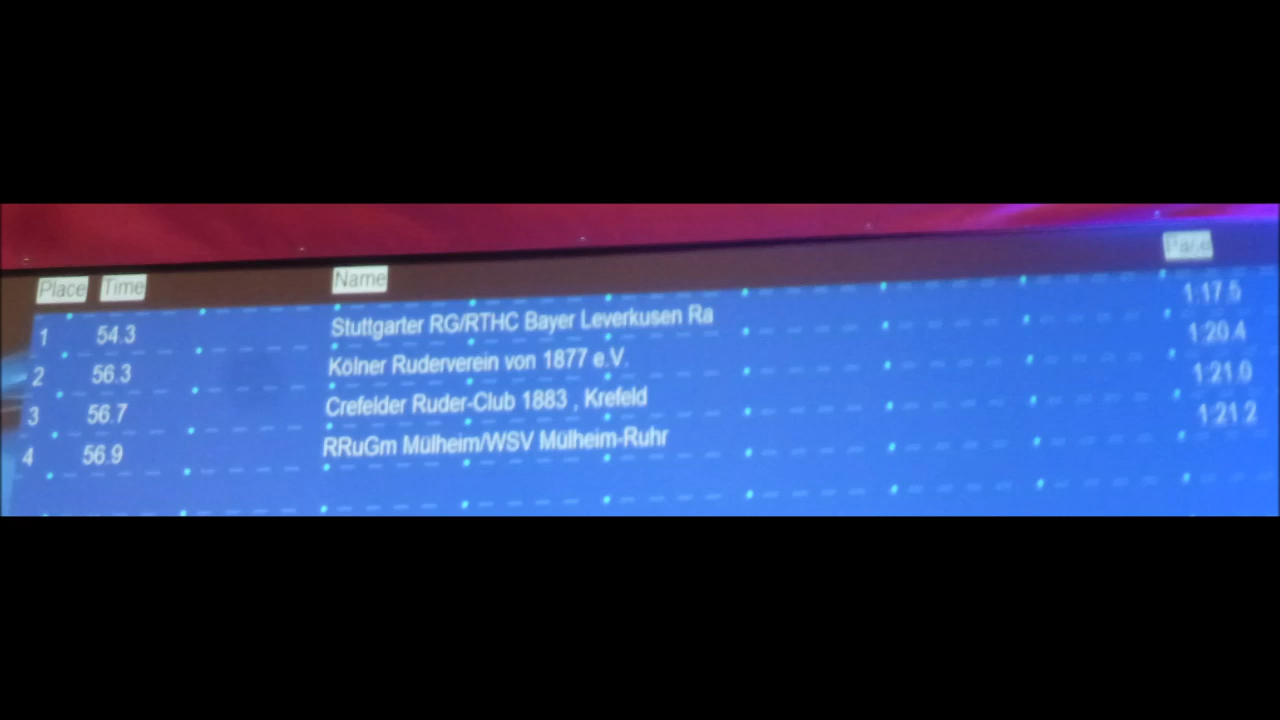 Place Time Name Pace
1 54.3 Stuttgarter RG/RTHC Bayer Leverkusen Ra 1:17.5
2 56.3 Kölner Ruderverein von 1877 e.V. 1:20.4
3 56.7 Crefelder Ruder-Club 1883 , Krefeld 1:21.0
4 56.9 RRuGm Mülheim/WSV Mülheim-Ruhr 1:21.2